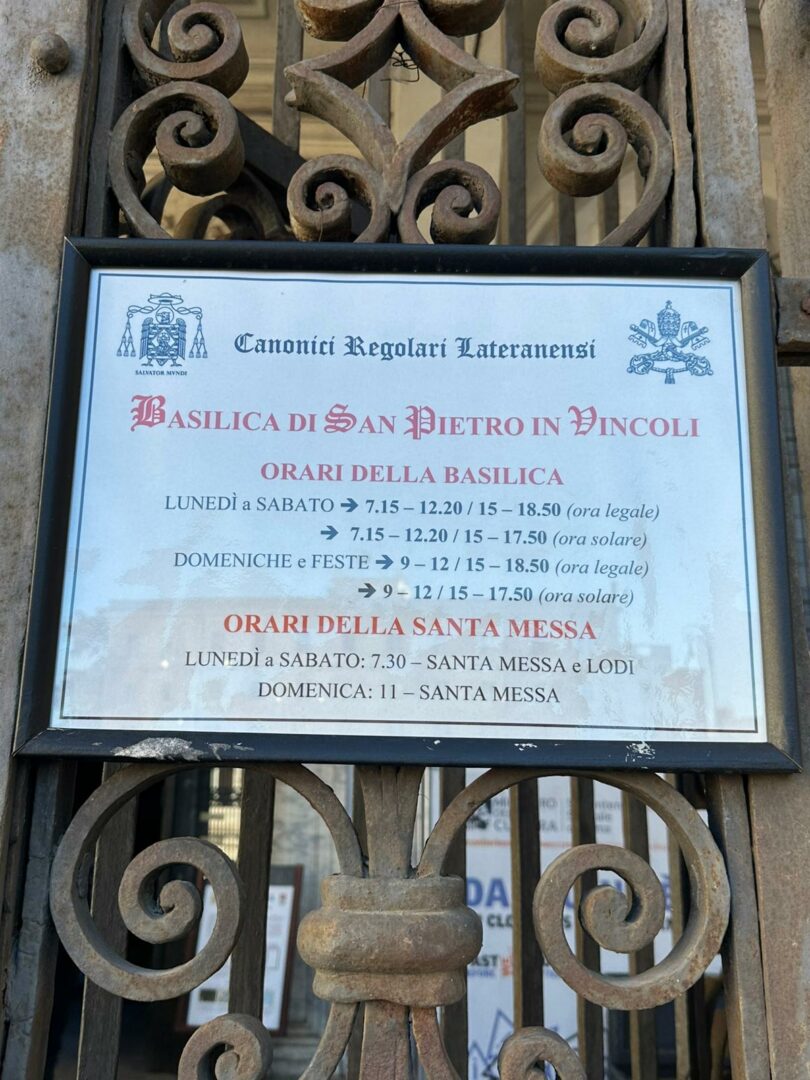 SALVATOR MVNDI
Canonici Regolari Lateranensi
BASILICA DI SAN PIETRO IN VINCOLI
ORARI DELLA BASILICA
LUNEDÌ a SABATO ➔ 7.15 – 12.20 / 15 – 18.50 (ora legale)
➔ 7.15 – 12.20 / 15 – 17.50 (ora solare)
DOMENICHE e FESTE ➔ 9 – 12 / 15 – 18.50 (ora legale)
➔ 9 – 12 / 15 – 17.50 (ora solare)
ORARI DELLA SANTA MESSA
LUNEDÌ a SABATO: 7.30 – SANTA MESSA e LODI
DOMENICA: 11 – SANTA MESSA